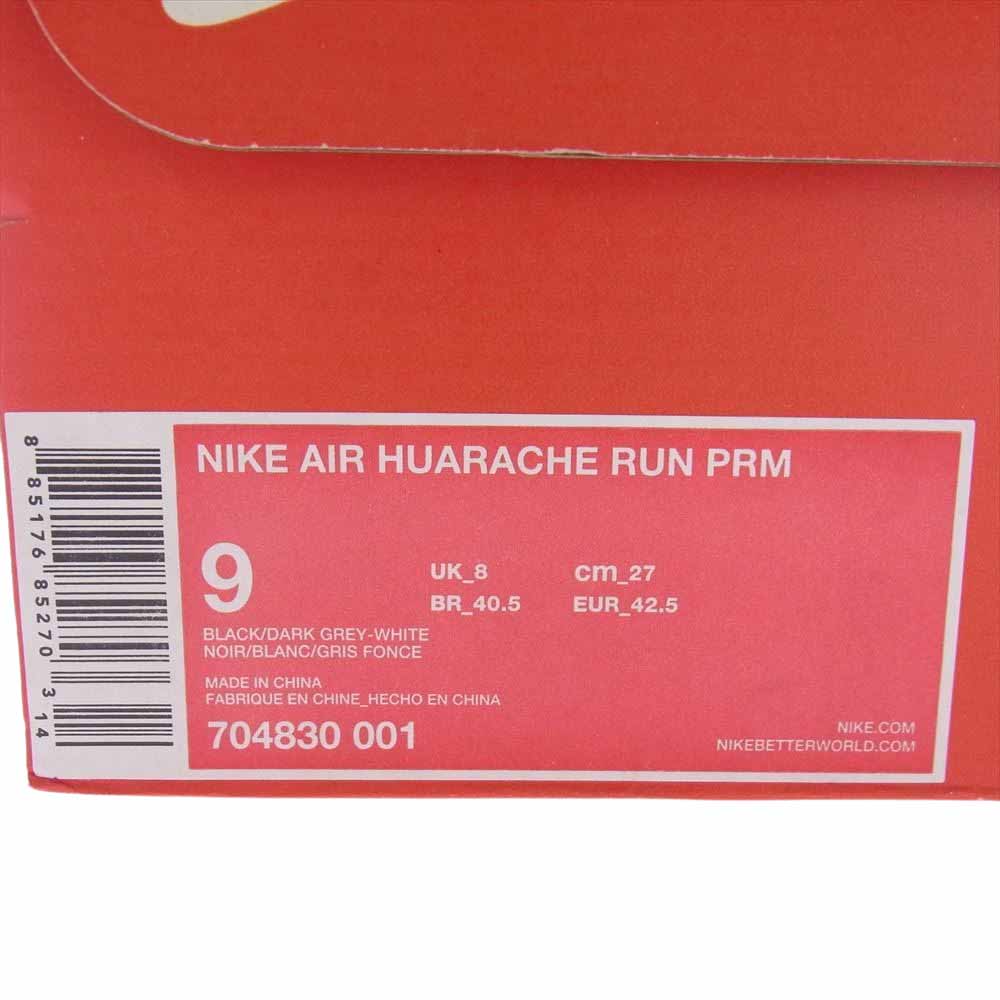 8 85176 85270 3 14
NIKE AIR HUARACHE RUN PRM
9
UK_8 cm_27
BR_40.5 EUR_42.5
BLACK/DARK GREY-WHITE
NOIR/BLANC/GRIS FONCE
MADE IN CHINA
FABRIQUE EN CHINE_HECHO EN CHINA
704830 001
NIKE.COM
NIKEBETTERWORLD.COM